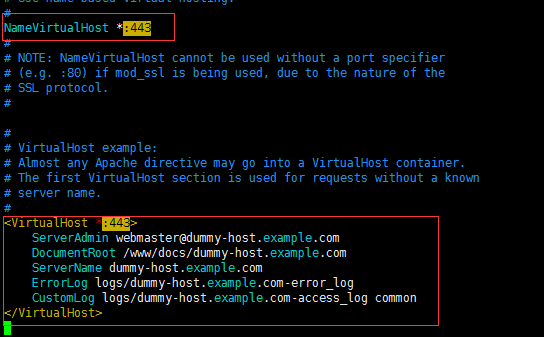 # Use name-based virtual hosting.
#
NameVirtualHost *:443
#
# NOTE: NameVirtualHost cannot be used without a port specifier
# (e.g. :80) if mod_ssl is being used, due to the nature of the
# SSL protocol.
#
#
# VirtualHost example:
# Almost any Apache directive may go into a VirtualHost container.
# The first VirtualHost section is used for requests without a known
# server name.
#
<VirtualHost *:443>
    ServerAdmin webmaster@dummy-host.example.com
    DocumentRoot /www/docs/dummy-host.example.com
    ServerName dummy-host.example.com
    ErrorLog logs/dummy-host.example.com-error_log
    CustomLog logs/dummy-host.example.com-access_log common
</VirtualHost>